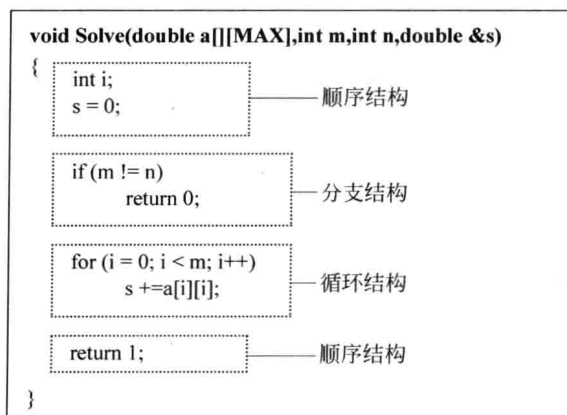 void Solve(double a[][MAX],int m,int n,double &s)
{
int i;
s = 0;
顺序结构
if (m != n)
return 0;
分支结构
for (i = 0; i < m; i++)
s +=a[i][i];
循环结构
return 1;
顺序结构
}